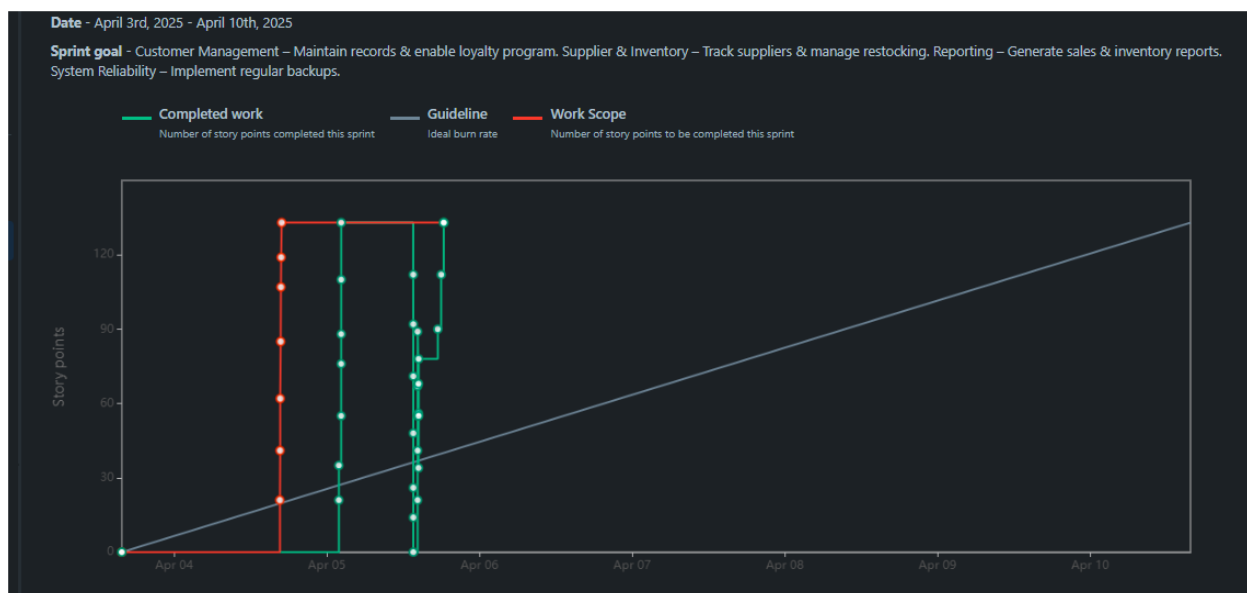 Date - April 3rd, 2025 - April 10th, 2025
Sprint goal - Customer Management – Maintain records & enable loyalty program. Supplier & Inventory – Track suppliers & manage restocking. Reporting – Generate sales & inventory reports.
System Reliability – Implement regular backups.
Completed work
Number of story points completed this sprint
Guideline
Ideal burn rate
Work Scope
Number of story points to be completed this sprint
Story points
120
90
60
30
0
Apr 04
Apr 05
Apr 06
Apr 07
Apr 08
Apr 09
Apr 10